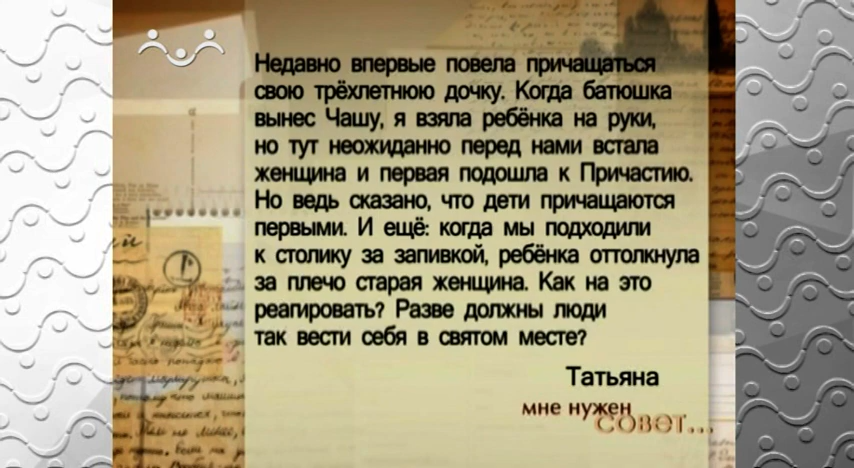 Недавно впервые повела причащаться
свою трёхлетнюю дочку. Когда батюшка
вынес Чашу, я взяла ребёнка на руки,
но тут неожиданно перед нами встала
женщина и первая подошла к Причастию.
Но ведь сказано, что дети причащаются
первыми. И ещё: когда мы подходили
к столику за запивкой, ребёнка оттолкнула
за плечо старая женщина. Как на это
реагировать? Разве должны люди
так вести себя в святом месте?
Татьяна
мне нужен
совет...